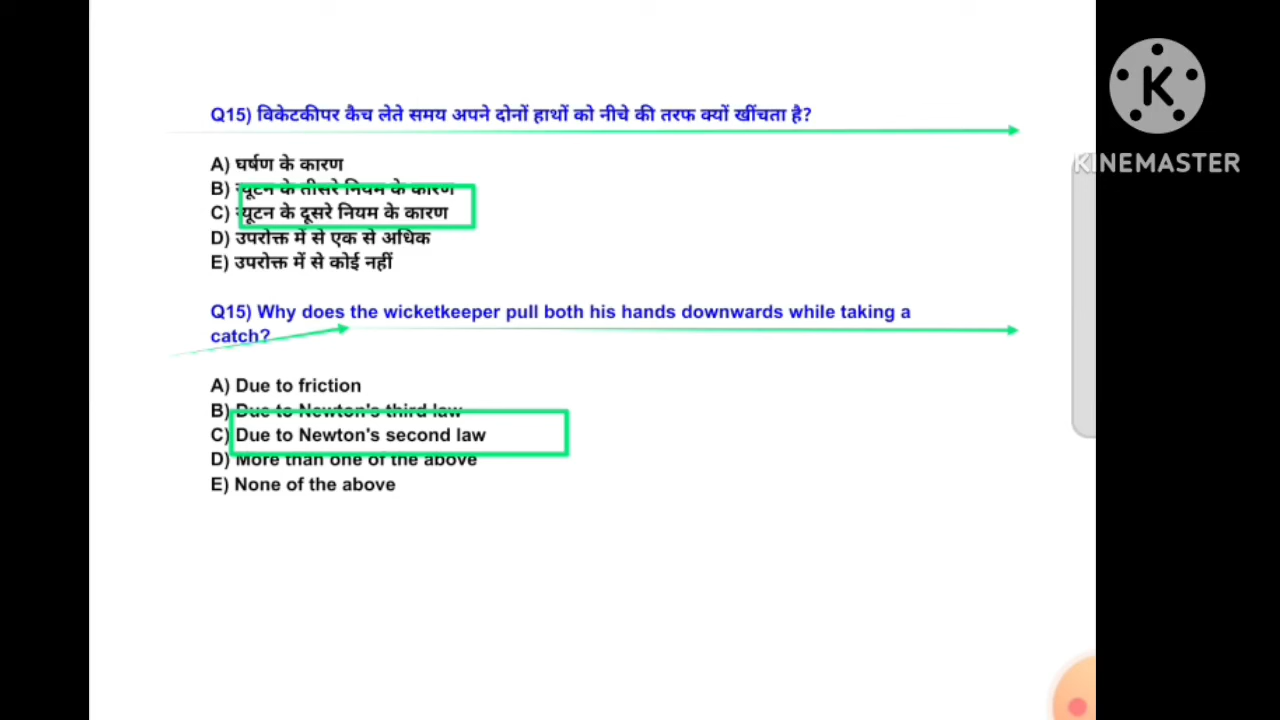 Q15) विकेटकीपर कैच लेते समय अपने दोनों हाथों को नीचे की तरफ क्यों खींचता है?
A) घर्षण के कारण
B) न्यूटन के तीसरे नियम के कारण
C) न्यूटन के दूसरे नियम के कारण
D) उपरोक्त में से एक से अधिक
E) उपरोक्त में से कोई नहीं
Q15) Why does the wicketkeeper pull both his hands downwards while taking a
catch?
A) Due to friction
B) Due to Newton's third law
C) Due to Newton's second law
D) More than one of the above
E) None of the above
K
KINEMASTER